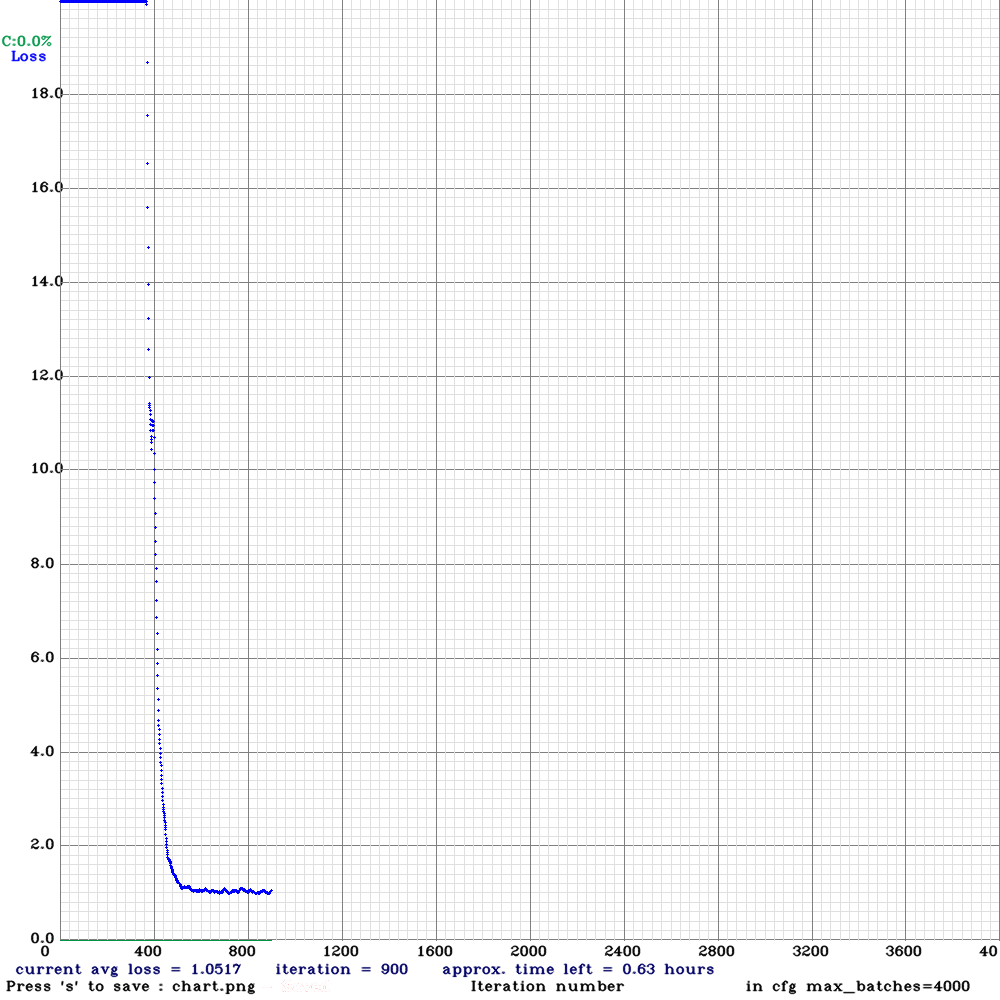 C:0.0%
Loss
18.0
16.0
14.0
12.0
10.0
8.0
6.0
4.0
2.0
0.0
0 400 800 1200 1600 2000 2400 2800 3200 3600 40
current avg loss = 1.0517 iteration = 900 approx. time left = 0.63 hours
Press 's' to save : chart.png Iteration number in cfg max_batches=4000